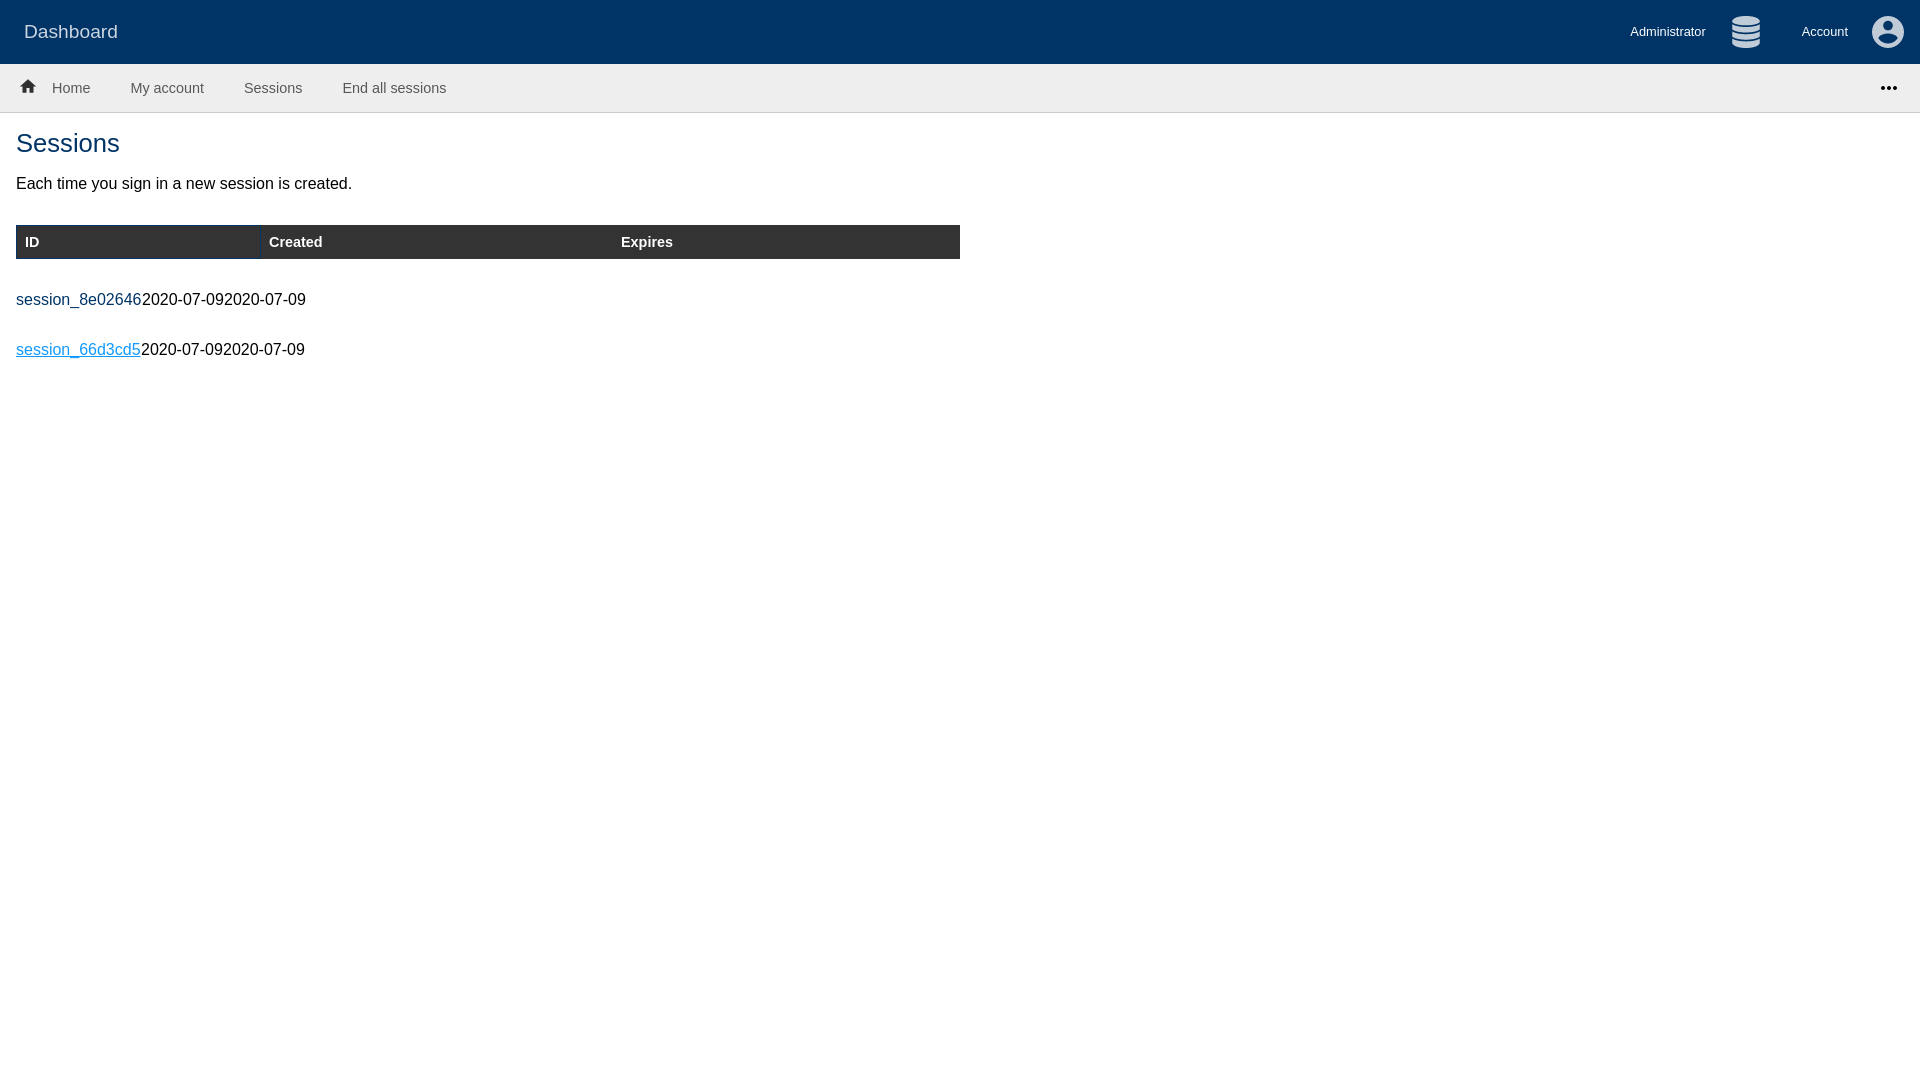 Dashboard
Administrator
Account
Home
My account
Sessions
End all sessions
Sessions
Each time you sign in a new session is created.
ID Created Expires
session_8e026462020-07-092020-07-09
session_66d3cd52020-07-092020-07-09